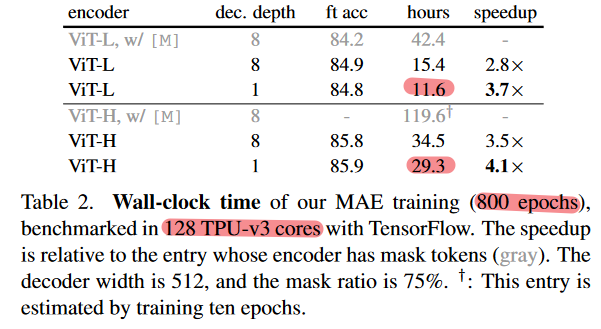 encoder dec. depth ft acc hours speedup
ViT-L, w/ [M] 8 84.2 42.4 -
ViT-L 8 84.9 15.4 2.8×
ViT-L 1 84.8 11.6 3.7×
ViT-H, w/ [M] 8 - 119.6† -
ViT-H 8 85.8 34.5 3.5×
ViT-H 1 85.9 29.3 4.1×
Table 2. Wall-clock time of our MAE training (800 epochs),
benchmarked in 128 TPU-v3 cores with TensorFlow. The speedup
is relative to the entry whose encoder has mask tokens (gray). The
decoder width is 512, and the mask ratio is 75%. †: This entry is
estimated by training ten epochs.